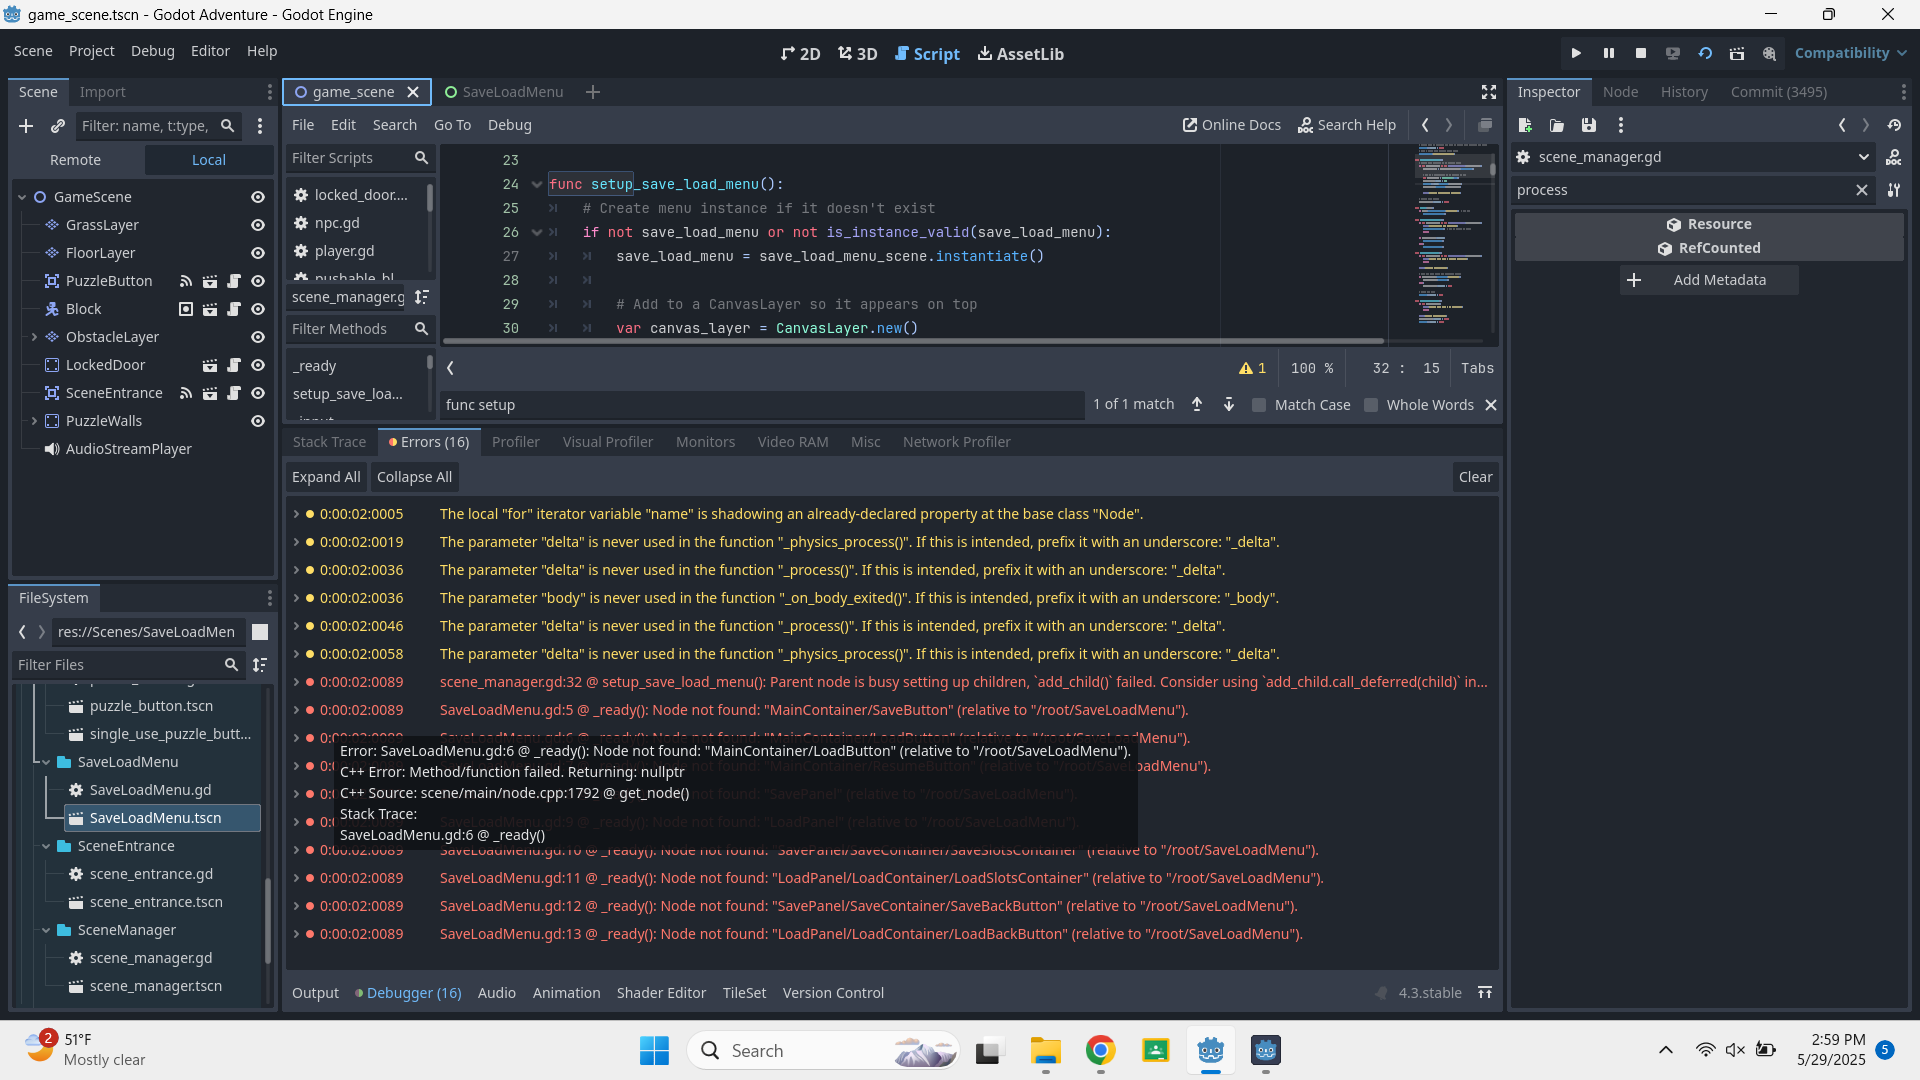 game_scene.tscn - Godot Adventure - Godot Engine
Scene Project Debug Editor Help
2D 3D Script AssetLib
Compatibility
Scene Import
Filter: name, t:type,
Remote Local
GameScene
GrassLayer
FloorLayer
PuzzleButton
Block
ObstacleLayer
LockedDoor
SceneEntrance
PuzzleWalls
AudioStreamPlayer
FileSystem
res://Scenes/SaveLoadMen
Filter Files
puzzle_button.tscn
single_use_puzzle_butt...
SaveLoadMenu
SaveLoadMenu.gd
SaveLoadMenu.tscn
SceneEntrance
scene_entrance.gd
scene_entrance.tscn
SceneManager
scene_manager.gd
scene_manager.tscn
game_scene SaveLoadMenu
File Edit Search Go To Debug
Online Docs Search Help
Filter Scripts
locked_door....
npc.gd
player.gd
pushable_bl
scene_manager.g
Filter Methods
_ready
setup_save_loa...
23
24 func setup_save_load_menu():
25 # Create menu instance if it doesn't exist
26 if not save_load_menu or not is_instance_valid(save_load_menu):
27 save_load_menu = save_load_menu_scene.instantiate()
28
29 # Add to a CanvasLayer so it appears on top
30 var canvas_layer = CanvasLayer.new()
1 100 % 32 : 15 Tabs
func setup
1 of 1 match Match Case Whole Words
Stack Trace Errors (16) Profiler Visual Profiler Monitors Video RAM Misc Network Profiler
Expand All Collapse All Clear
0:00:02:0005 The local "for" iterator variable "name" is shadowing an already-declared property at the base class "Node".
0:00:02:0019 The parameter "delta" is never used in the function "_physics_process()". If this is intended, prefix it with an underscore: "_delta".
0:00:02:0036 The parameter "delta" is never used in the function "_process()". If this is intended, prefix it with an underscore: "_delta".
0:00:02:0036 The parameter "body" is never used in the function "_on_body_exited()". If this is intended, prefix it with an underscore: "_body".
0:00:02:0046 The parameter "delta" is never used in the function "_process()". If this is intended, prefix it with an underscore: "_delta".
0:00:02:0058 The parameter "delta" is never used in the function "_physics_process()". If this is intended, prefix it with an underscore: "_delta".
0:00:02:0089 scene_manager.gd:32 @ setup_save_load_menu(): Parent node is busy setting up children, `add_child()` failed. Consider using `add_child.call_deferred(child)` in...
0:00:02:0089 SaveLoadMenu.gd:5 @ _ready(): Node not found: "MainContainer/SaveButton" (relative to "/root/SaveLoadMenu").
Error: SaveLoadMenu.gd:6 @ _ready(): Node not found: "MainContainer/LoadButton" (relative to "/root/SaveLoadMenu").
C++ Error: Method/function failed. Returning: nullptr
C++ Source: scene/main/node.cpp:1792 @ get_node()
Stack Trace:
SaveLoadMenu.gd:6 @ _ready()
0:00:02:0089 SaveLoadMenu.gd:10 @ _ready(): Node not found: "SavePanel/SaveContainer/SaveSlotsContainer" (relative to "/root/SaveLoadMenu").
0:00:02:0089 SaveLoadMenu.gd:11 @ _ready(): Node not found: "LoadPanel/LoadContainer/LoadSlotsContainer" (relative to "/root/SaveLoadMenu").
0:00:02:0089 SaveLoadMenu.gd:12 @ _ready(): Node not found: "SavePanel/SaveContainer/SaveBackButton" (relative to "/root/SaveLoadMenu").
0:00:02:0089 SaveLoadMenu.gd:13 @ _ready(): Node not found: "LoadPanel/LoadContainer/LoadBackButton" (relative to "/root/SaveLoadMenu").
Output Debugger (16) Audio Animation Shader Editor TileSet Version Control
4.3.stable
Inspector Node History Commit (3495)
scene_manager.gd
process
Resource
RefCounted
Add Metadata
2
51°F
Mostly clear
Search
2:59 PM
5/29/2025
5